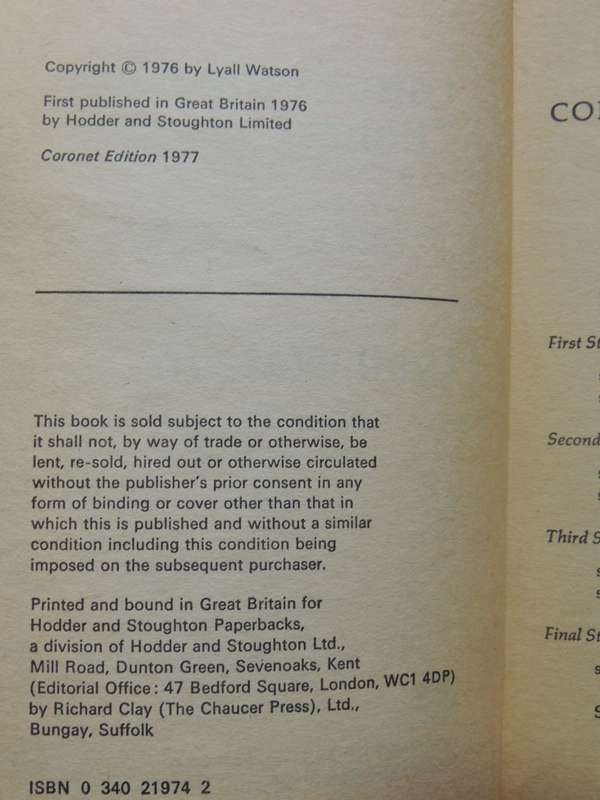 Copyright © 1976 by Lyall Watson
First published in Great Britain 1976
by Hodder and Stoughton Limited
Coronet Edition 1977
This book is sold subject to the condition that
it shall not, by way of trade or otherwise, be
lent, re-sold, hired out or otherwise circulated
without the publisher's prior consent in any
form of binding or cover other than that in
which this is published and without a similar
condition including this condition being
imposed on the subsequent purchaser.
Printed and bound in Great Britain for
Hodder and Stoughton Paperbacks,
a division of Hodder and Stoughton Ltd.,
Mill Road, Dunton Green, Sevenoaks, Kent
(Editorial Office: 47 Bedford Square, London, WC1 4DP)
by Richard Clay (The Chaucer Press), Ltd.,
Bungay, Suffolk
ISBN 0 340 21974 2
First
Second
Third
Final